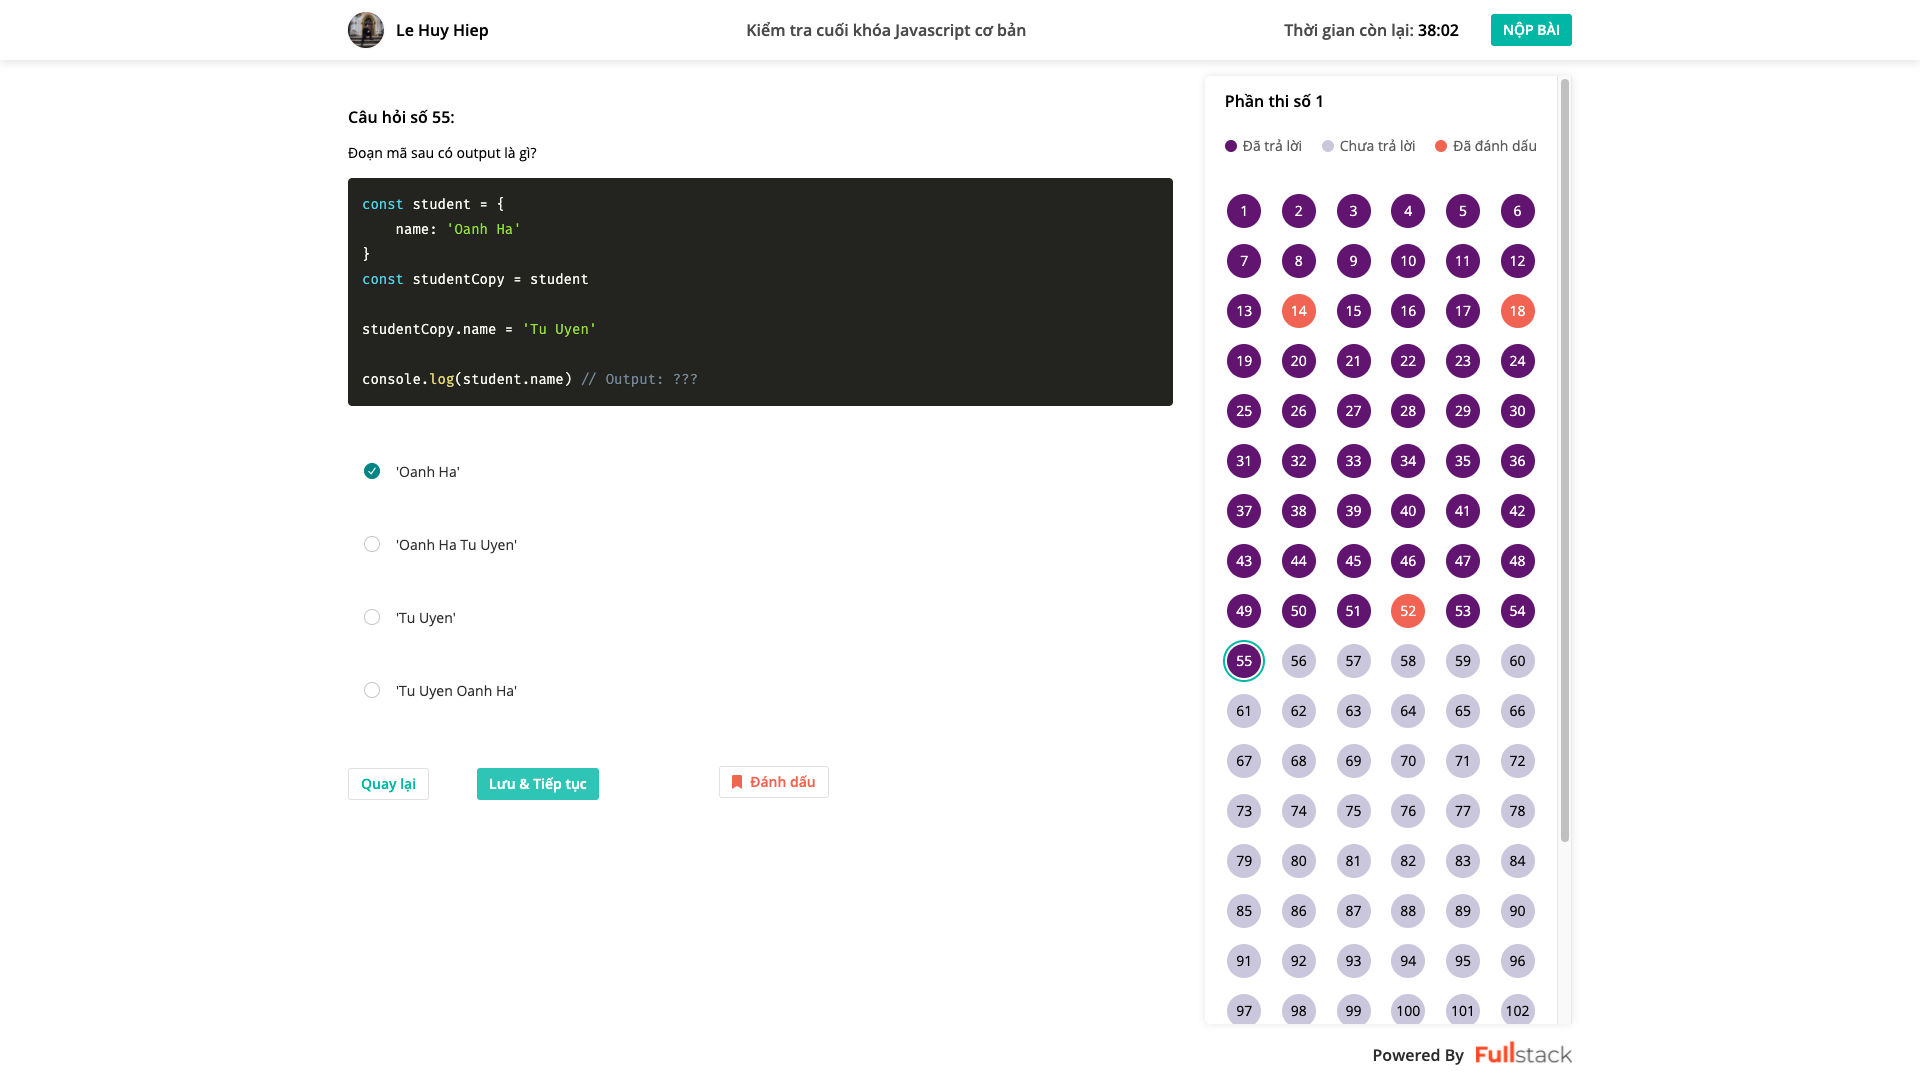 Le Huy Hiep
Kiểm tra cuối khóa Javascript cơ bản
Thời gian còn lại: 38:02
NỘP BÀI
Câu hỏi số 55:
Đoạn mã sau có output là gì?
const student = {
    name: 'Oanh Ha'
}
const studentCopy = student
studentCopy.name = 'Tu Uyen'
console.log(student.name) // Output: ???
'Oanh Ha'
'Oanh Ha Tu Uyen'
'Tu Uyen'
'Tu Uyen Oanh Ha'
Quay lại
Lưu & Tiếp tục
Đánh dấu
Phần thi số 1
Đã trả lời Chưa trả lời Đã đánh dấu
1 2 3 4 5 6
7 8 9 10 11 12
13 14 15 16 17 18
19 20 21 22 23 24
25 26 27 28 29 30
31 32 33 34 35 36
37 38 39 40 41 42
43 44 45 46 47 48
49 50 51 52 53 54
55 56 57 58 59 60
61 62 63 64 65 66
67 68 69 70 71 72
73 74 75 76 77 78
79 80 81 82 83 84
85 86 87 88 89 90
91 92 93 94 95 96
97 98 99 100 101 102
Powered By Fullstack